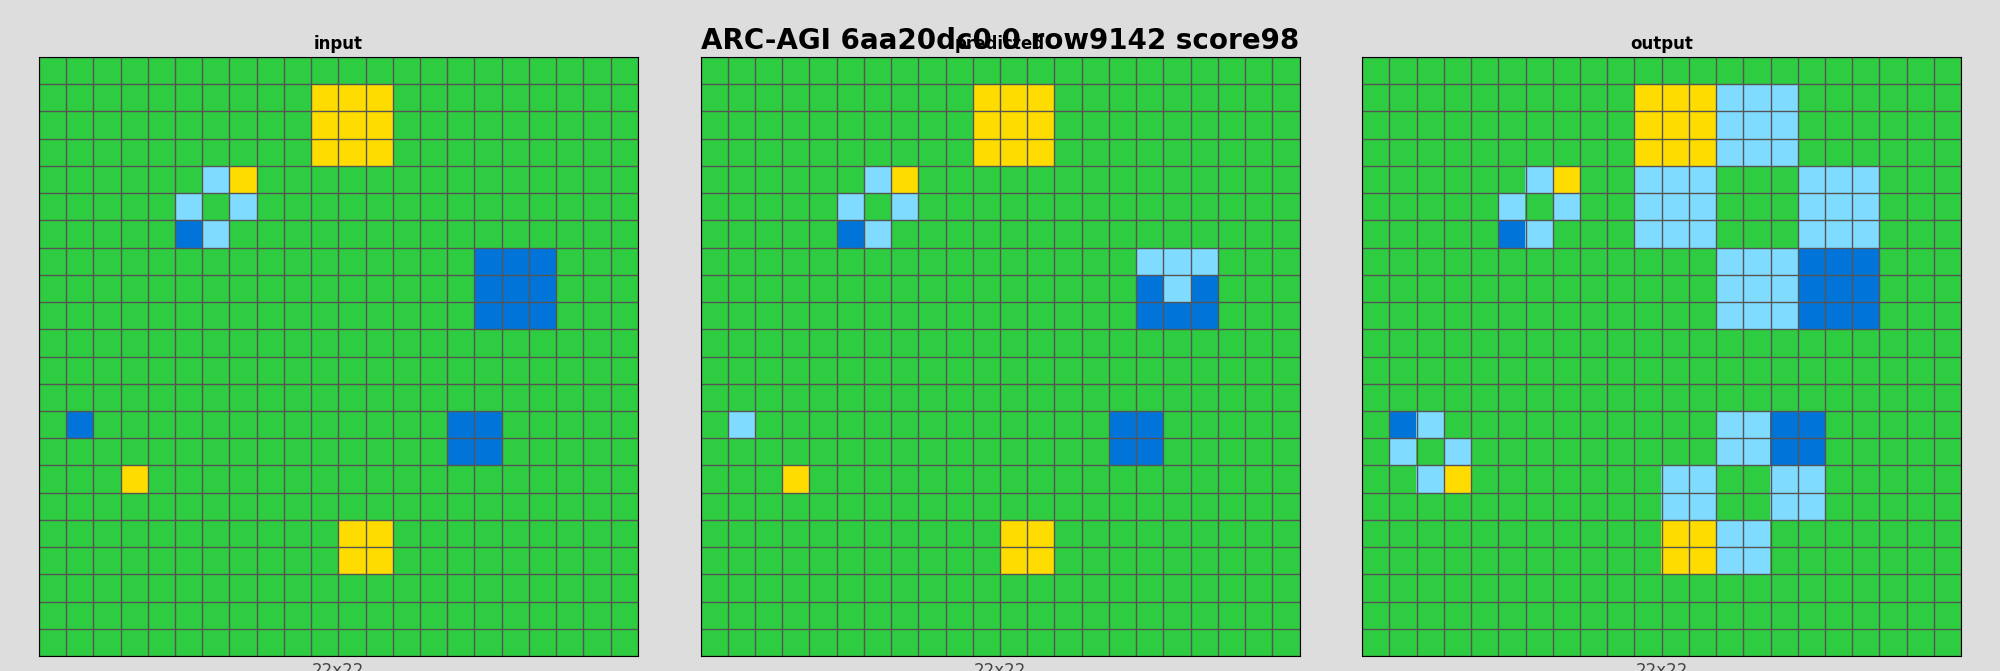 ARC-AGI 6aa20dc0 0 row9142 score98
input
predicted
output
22x22
22x22
22x22